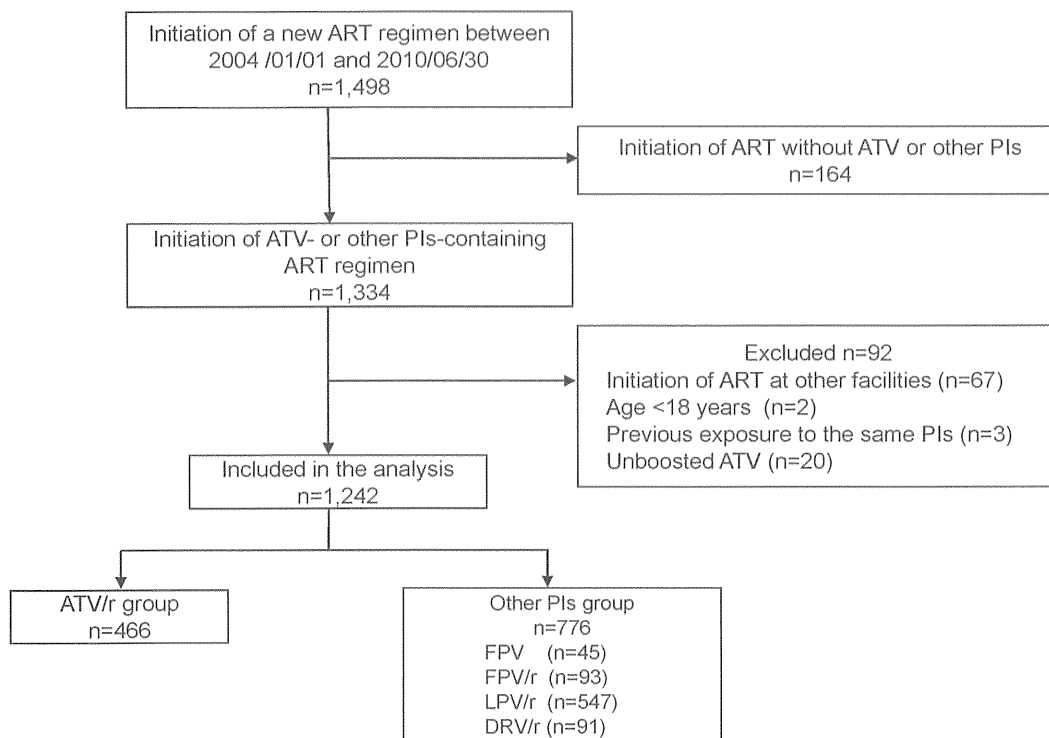 Initiation of a new ART regimen between
2004 /01/01 and 2010/06/30
n=1,498
Initiation of ART without ATV or other PIs
n=164
Initiation of ATV- or other PIs-containing
ART regimen
n=1,334
Excluded n=92
Initiation of ART at other facilities (n=67)
Age <18 years (n=2)
Previous exposure to the same PIs (n=3)
Unboosted ATV (n=20)
Included in the analysis
n=1,242
ATV/r group
n=466
Other PIs group
n=776
FPV (n=45)
FPV/r (n=93)
LPV/r (n=547)
DRV/r (n=91)